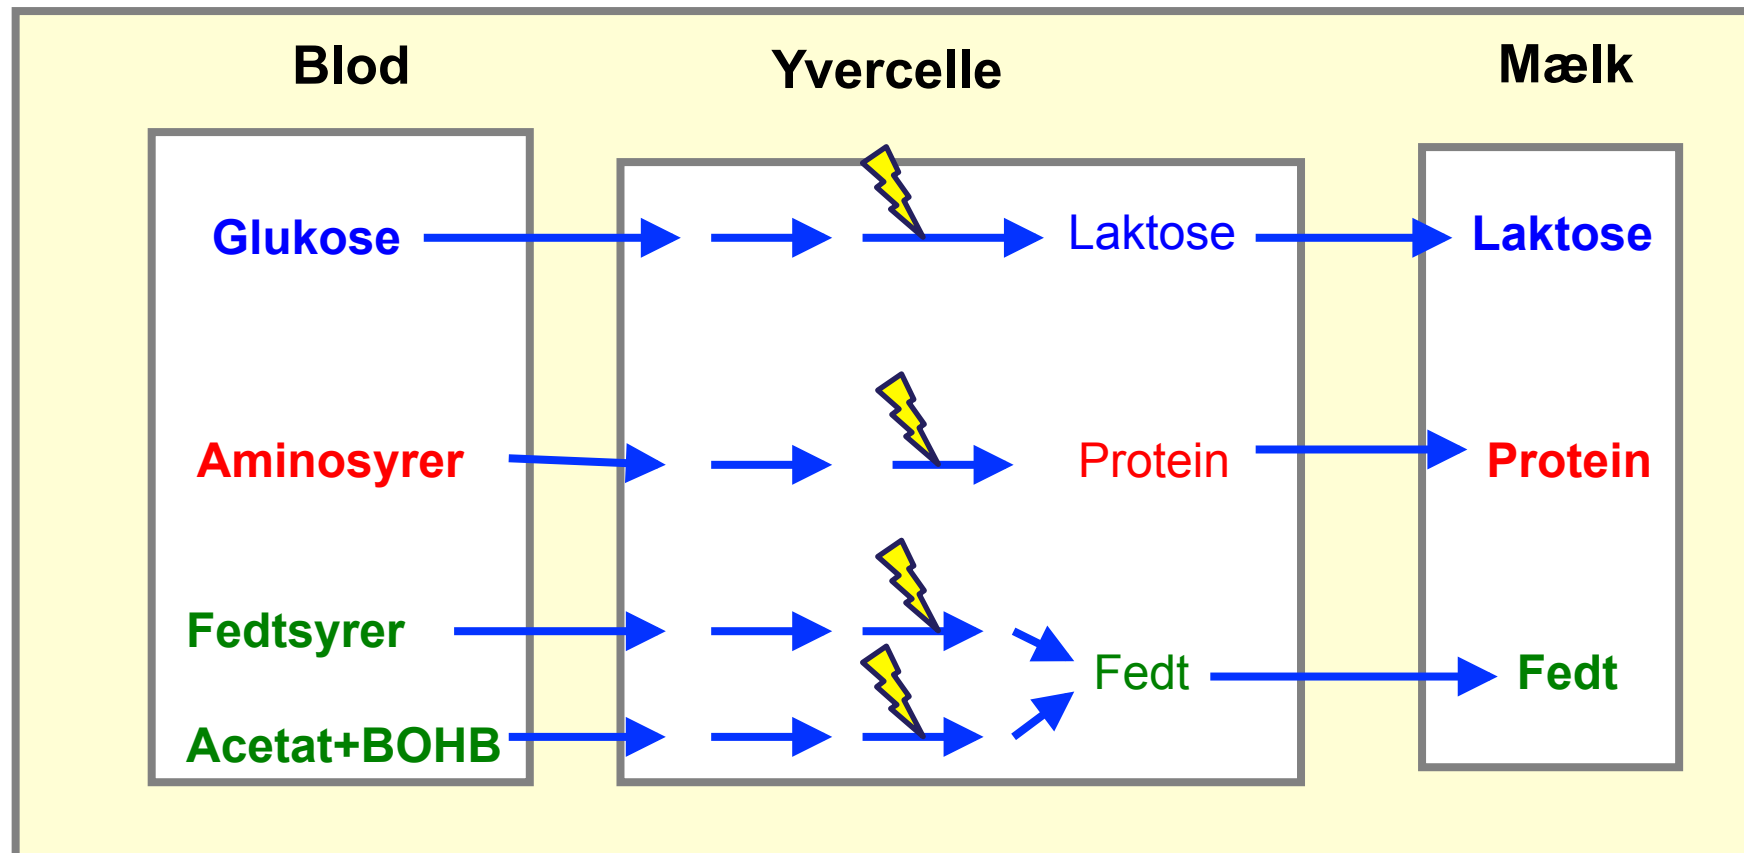 Blod
Yvercelle
Mælk
Glukose
Laktose
Laktose
Aminosyrer
Protein
Protein
Fedtsyrer
Fedt
Fedt
Acetat+BOHB